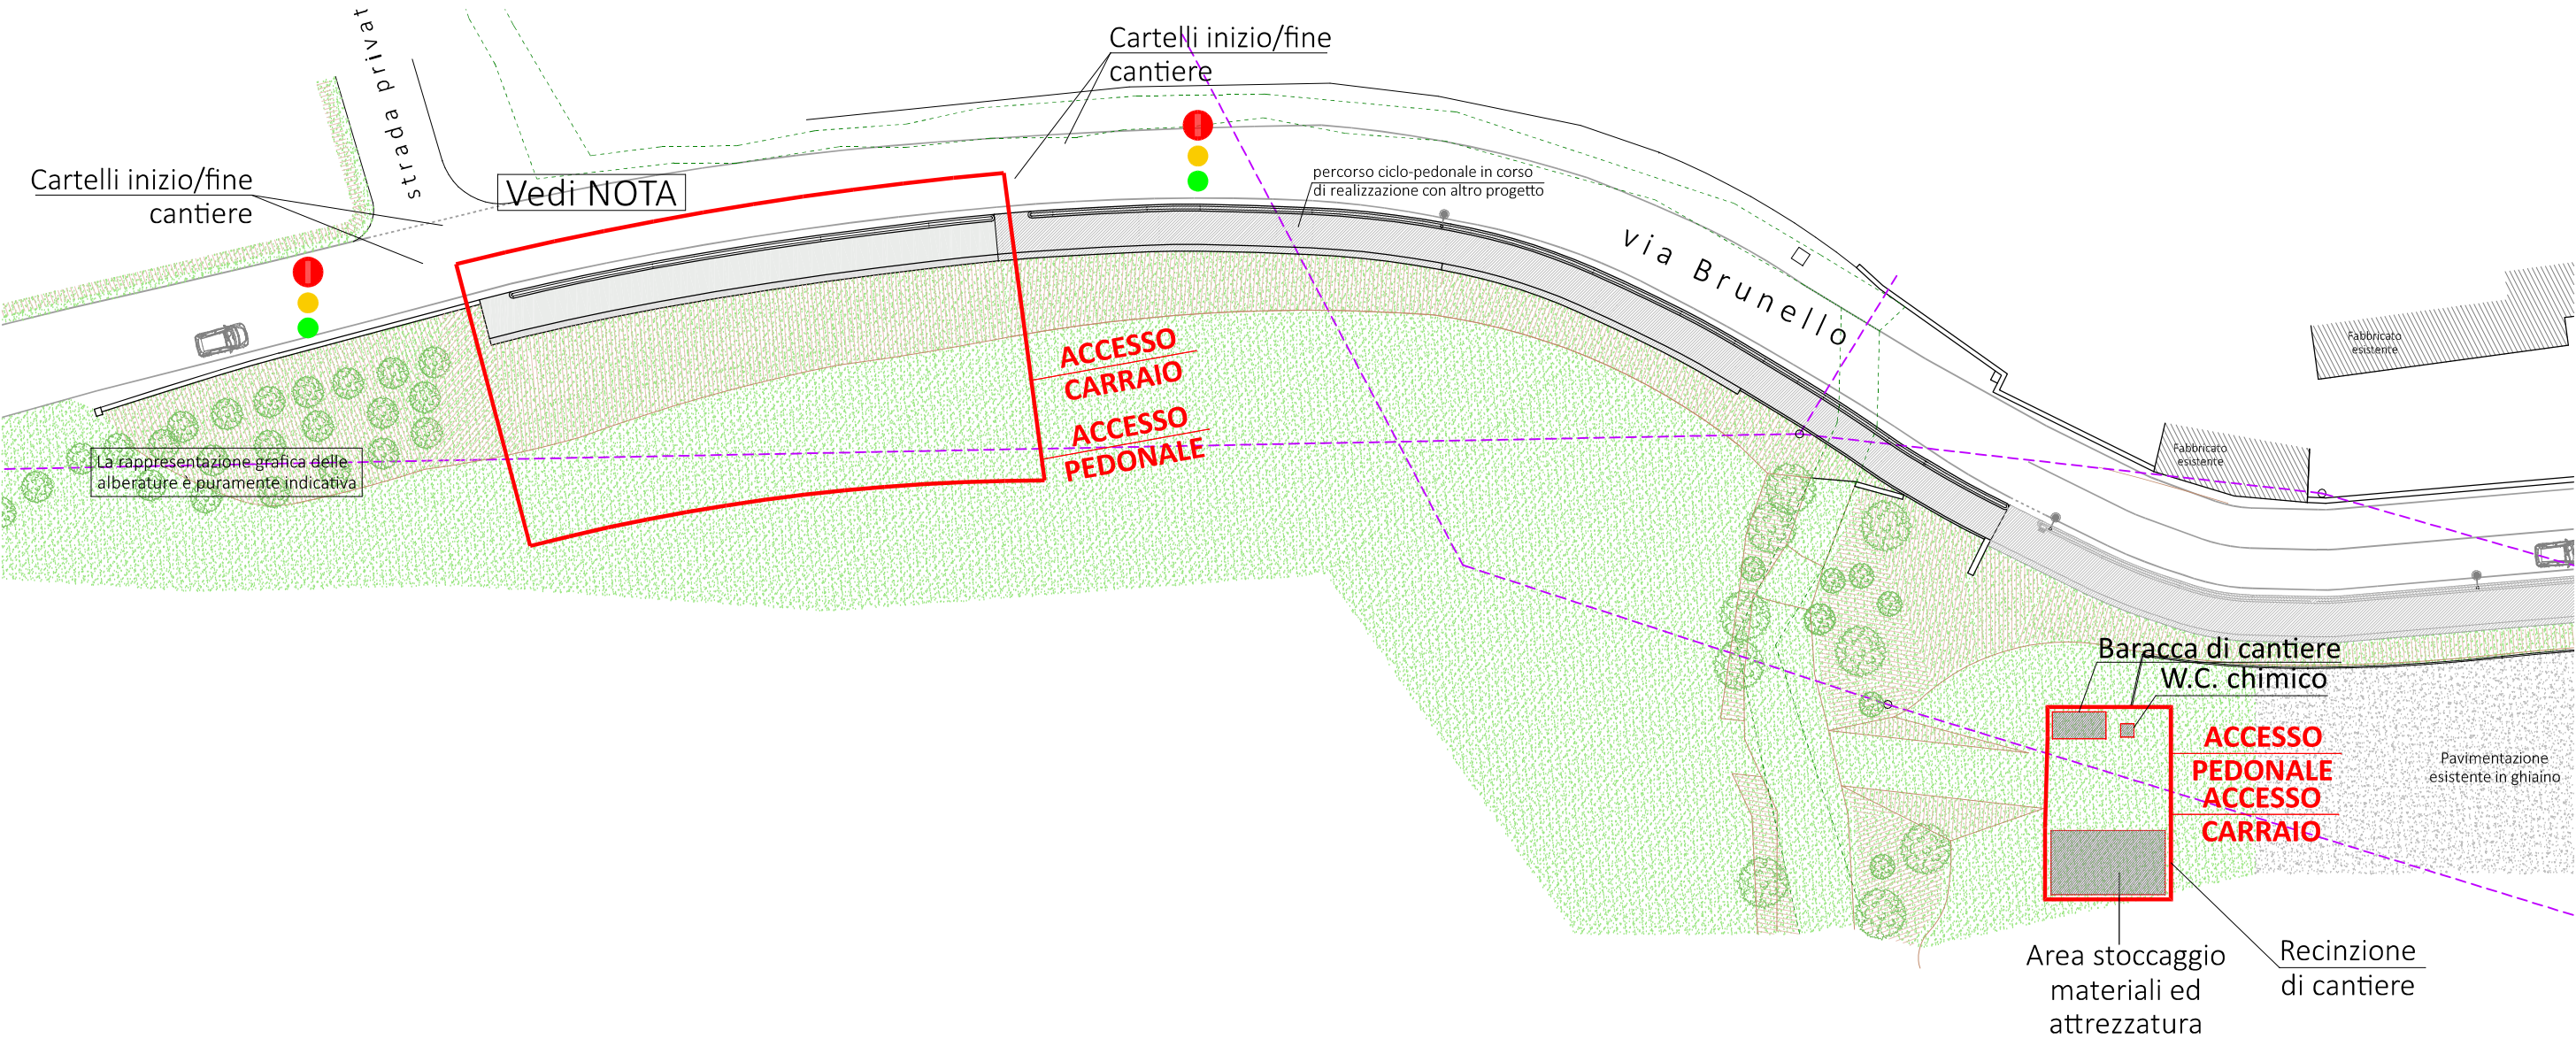 strada privat
Cartelli inizio/fine
cantiere
Cartelli inizio/fine
cantiere
Vedi NOTA
percorso ciclo-pedonale in corso
di realizzazione con altro progetto
via Brunello
Fabbricato
esistente
Fabbricato
esistente
ACCESSO
CARRAIO
ACCESSO
PEDONALE
La rappresentazione grafica delle
alberature è puramente indicativa
Baracca di cantiere
W.C. chimico
ACCESSO
PEDONALE
ACCESSO
CARRAIO
Pavimentazione
esistente in ghiaino
Area stoccaggio
materiali ed
attrezzatura
Recinzione
di cantiere